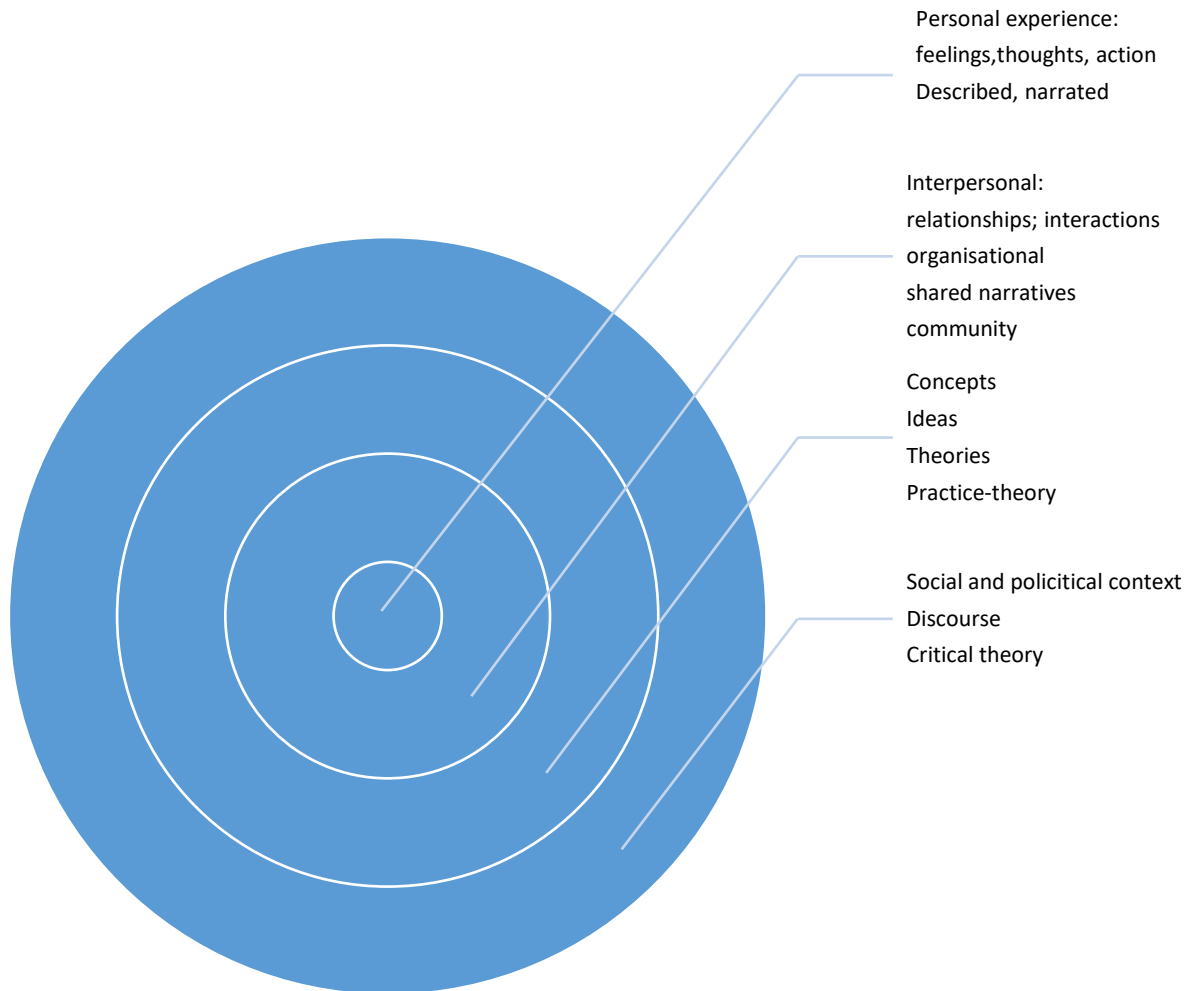 Personal experience:
feelings,thoughts, action
Described, narrated
Interpersonal:
relationships; interactions
organisational
shared narratives
community
Concepts
Ideas
Theories
Practice-theory
Social and policitical context
Discourse
Critical theory